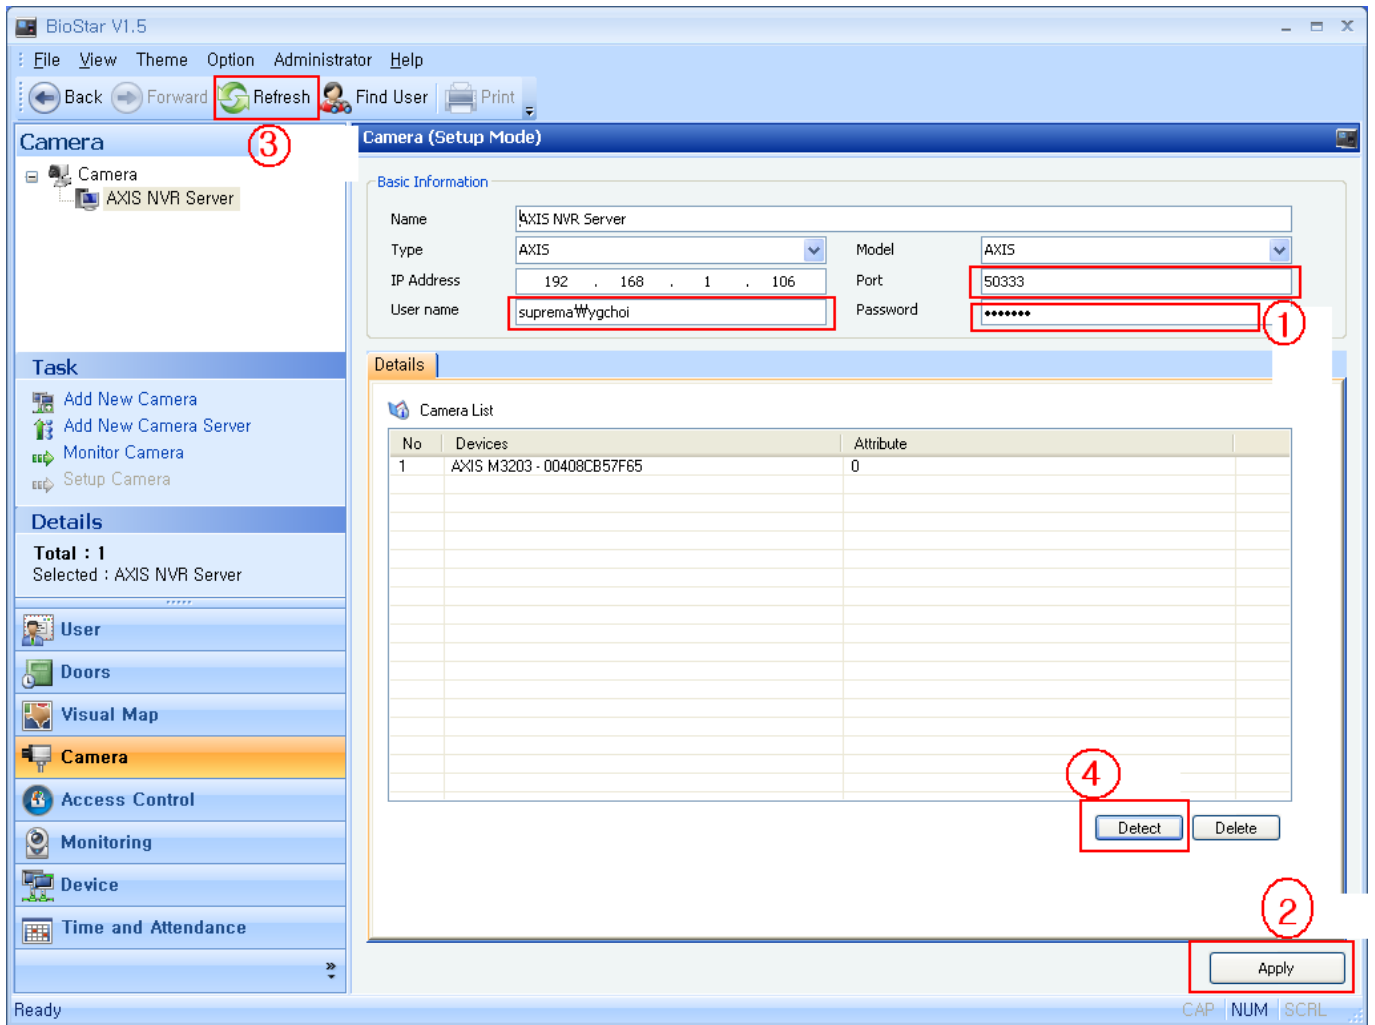 BioStar V1.5
File View Theme Option Administrator Help
Back Forward Refresh Find User Print
③
Camera
Camera
AXIS NVR Server
Task
Add New Camera
Add New Camera Server
Monitor Camera
Setup Camera
Details
Total : 1
Selected : AXIS NVR Server
User
Doors
Visual Map
Camera
Access Control
Monitoring
Device
Time and Attendance
Camera (Setup Mode)
Basic Information
Name AXIS NVR Server
Type AXIS Model AXIS
IP Address 192 . 168 . 1 . 106 Port 50333
User name suprema₩ygchoi Password •••••••
①
Details
Camera List
No Devices Attribute
1 AXIS M3203 - 00408CB57F65 0
④
Detect Delete
②
Apply
Ready CAP NUM SCRL